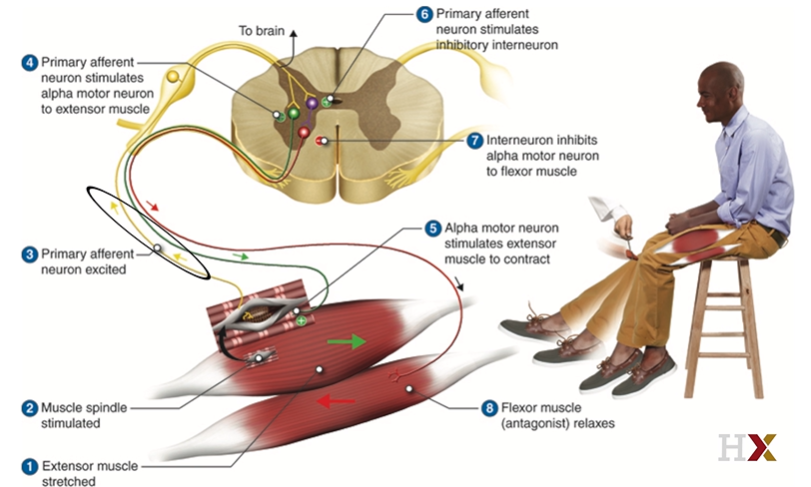 To brain
6 Primary afferent
neuron stimulates
inhibitory interneuron
4 Primary afferent
neuron stimulates
alpha motor neuron
to extensor muscle
7 Interneuron inhibits
alpha motor neuron
to flexor muscle
5 Alpha motor neuron
stimulates extensor
muscle to contract
3 Primary afferent
neuron excited
2 Muscle spindle
stimulated
8 Flexor muscle
(antagonist) relaxes
1 Extensor muscle
stretched
HX